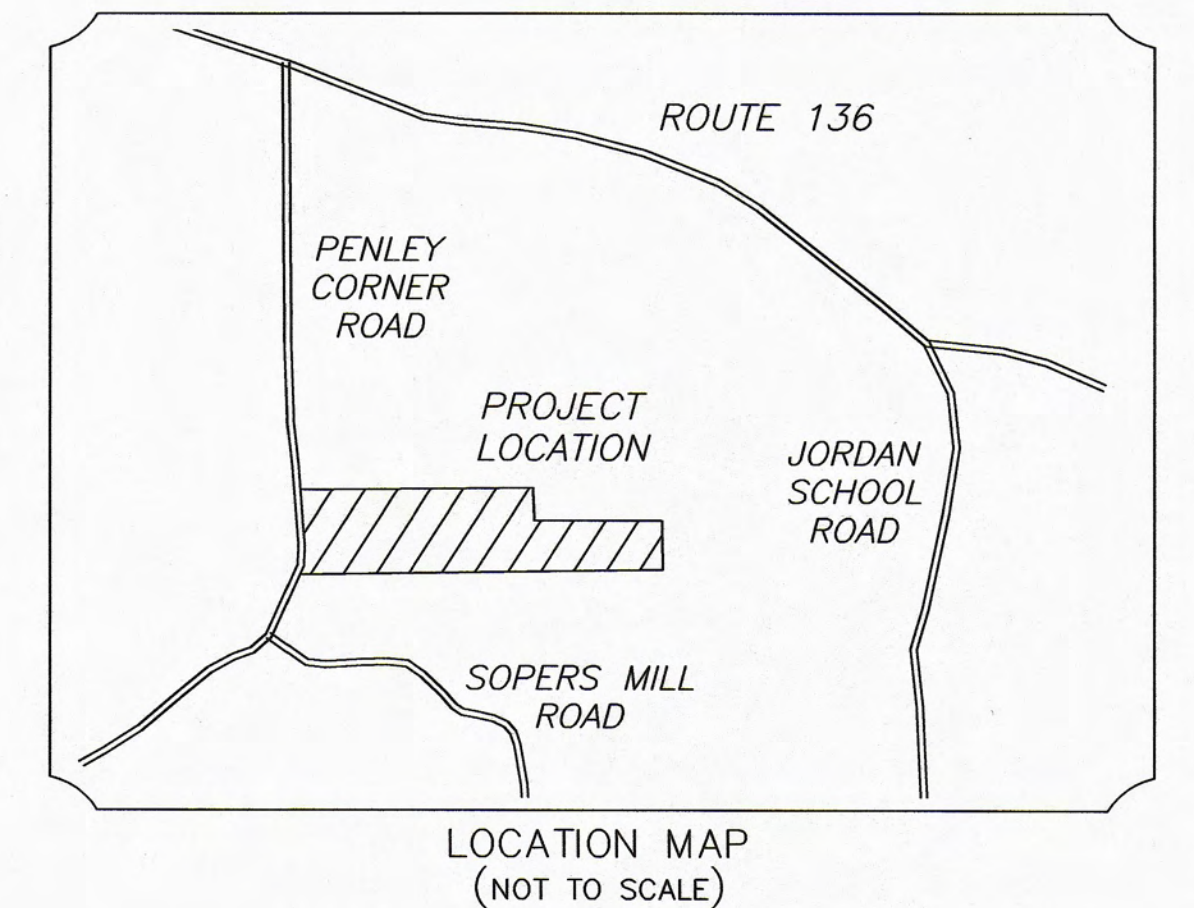 ROUTE 136
PENLEY
CORNER
ROAD
PROJECT
LOCATION
JORDAN
SCHOOL
ROAD
SOPERS MILL
ROAD
LOCATION MAP
(NOT TO SCALE)